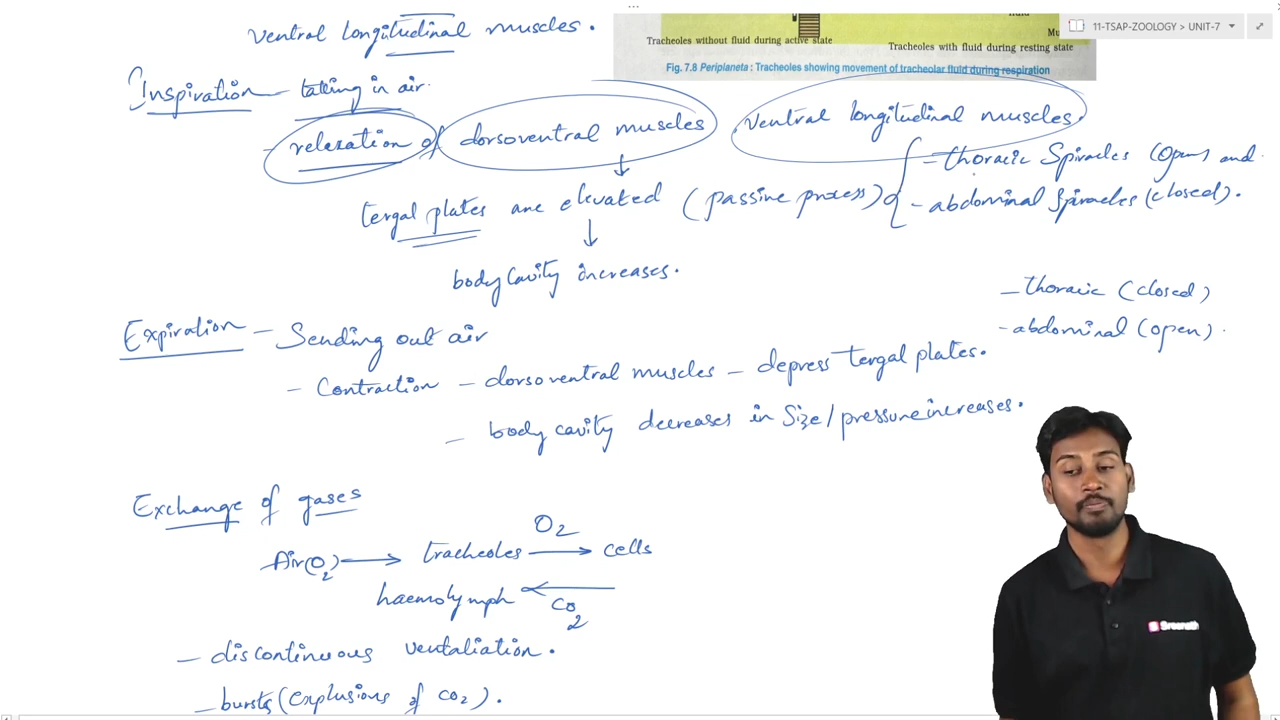 ventral longitudinal muscles.
fluid
Mu
Tracheoles without fluid during active state
Tracheoles with fluid during resting state
Fig. 7.8 Periplaneta : Tracheoles showing movement of tracheolar fluid during respiration
11-TSAP-ZOOLOGY > UNIT-7
Inspiration - taking in air.
- relaxation of dorsoventral muscles ventral longitudinal muscles.
tergal plates are elevated (passive process)
- thoracic Spiracles (open) and
- abdominal Spiracles (closed).
body cavity increases.
- thoracic (closed)
- abdominal (open).
Expiration - Sending out air
- Contraction - dorsoventral muscles - depress tergal plates.
- body cavity decreases in Size/pressure increases.
Exchange of gases
Air(O2) → tracheoles O2 → cells
haemolymph ← CO2
- discontinuous ventaliation.
- bursts (explusions of CO2).